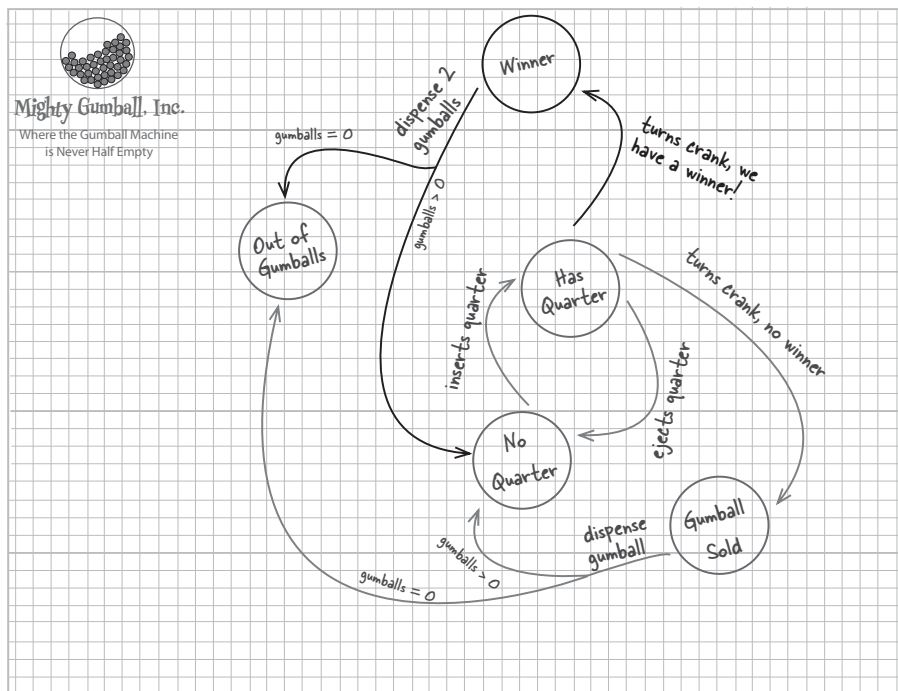 Mighty Gumball, Inc.
Where the Gumball Machine
is Never Half Empty
Winner
dispense 2
gumballs
gumballs = 0
gumballs > 0
turns crank, we
have a winner!
Out of
Gumballs
Has
Quarter
inserts quarter
turns crank, no winner
ejects quarter
No
Quarter
Gumball
Sold
dispense
gumball
gumballs > 0
gumballs = 0